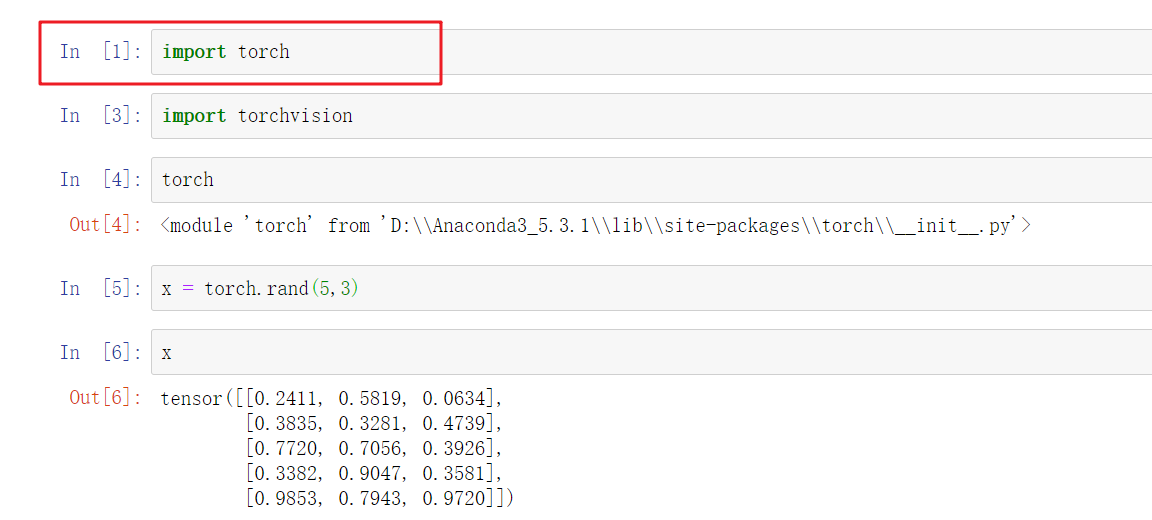 In [1]: import torch
In [3]: import torchvision
In [4]: torch
Out[4]: <module 'torch' from 'D:\\Anaconda3_5.3.1\\lib\\site-packages\\torch\\__init__.py'>
In [5]: x = torch.rand(5,3)
In [6]: x
Out[6]: tensor([[0.2411, 0.5819, 0.0634],
[0.3835, 0.3281, 0.4739],
[0.7720, 0.7056, 0.3926],
[0.3382, 0.9047, 0.3581],
[0.9853, 0.7943, 0.9720]])